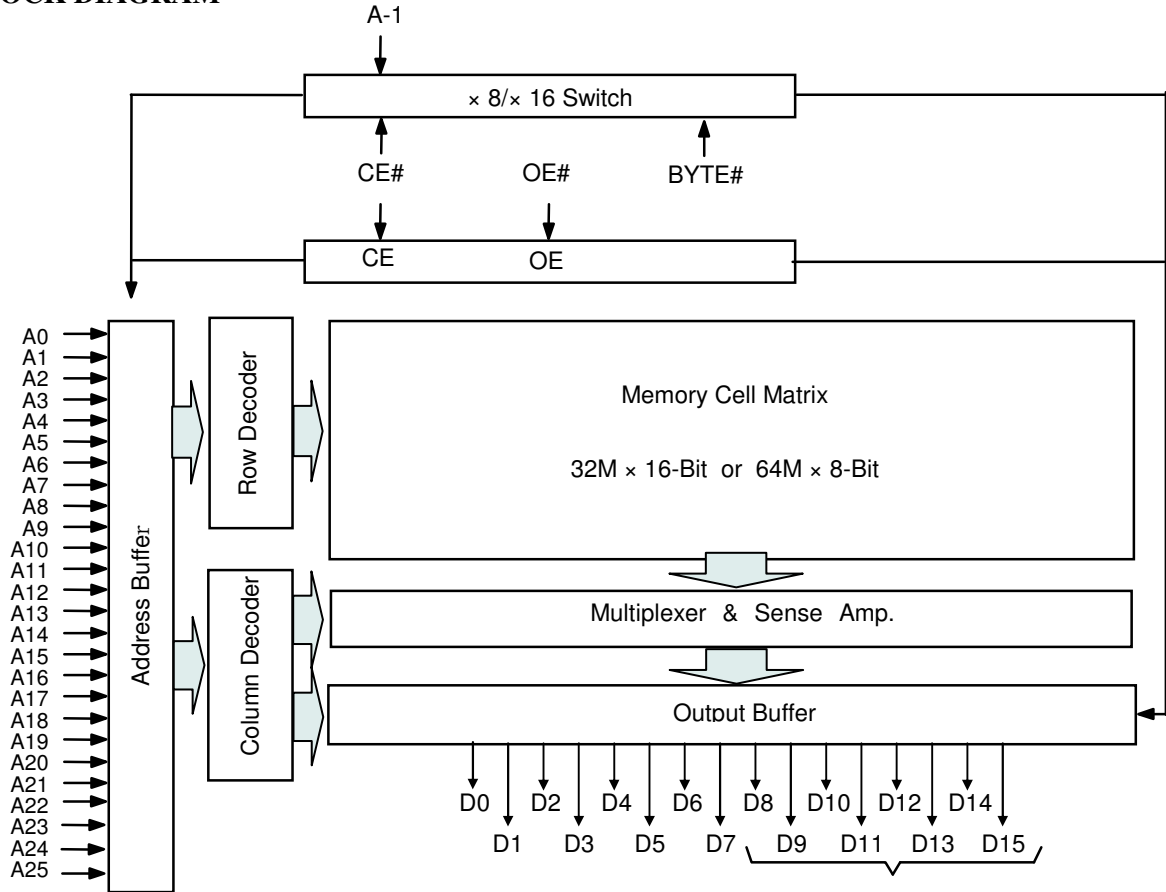 OCK DIAGRAM
A-1
× 8/× 16 Switch
CE# OE# BYTE#
CE OE
A0
A1
A2
A3
A4
A5
A6
A7
A8
A9
A10
A11
A12
A13
A14
A15
A16
A17
A18
A19
A20
A21
A22
A23
A24
A25
Address Buffer
Row Decoder
Column Decoder
Memory Cell Matrix
32M × 16-Bit or 64M × 8-Bit
Multiplexer & Sense Amp.
Output Buffer
D0 D2 D4 D6 D8 D10 D12 D14
D1 D3 D5 D7 D9 D11 D13 D15